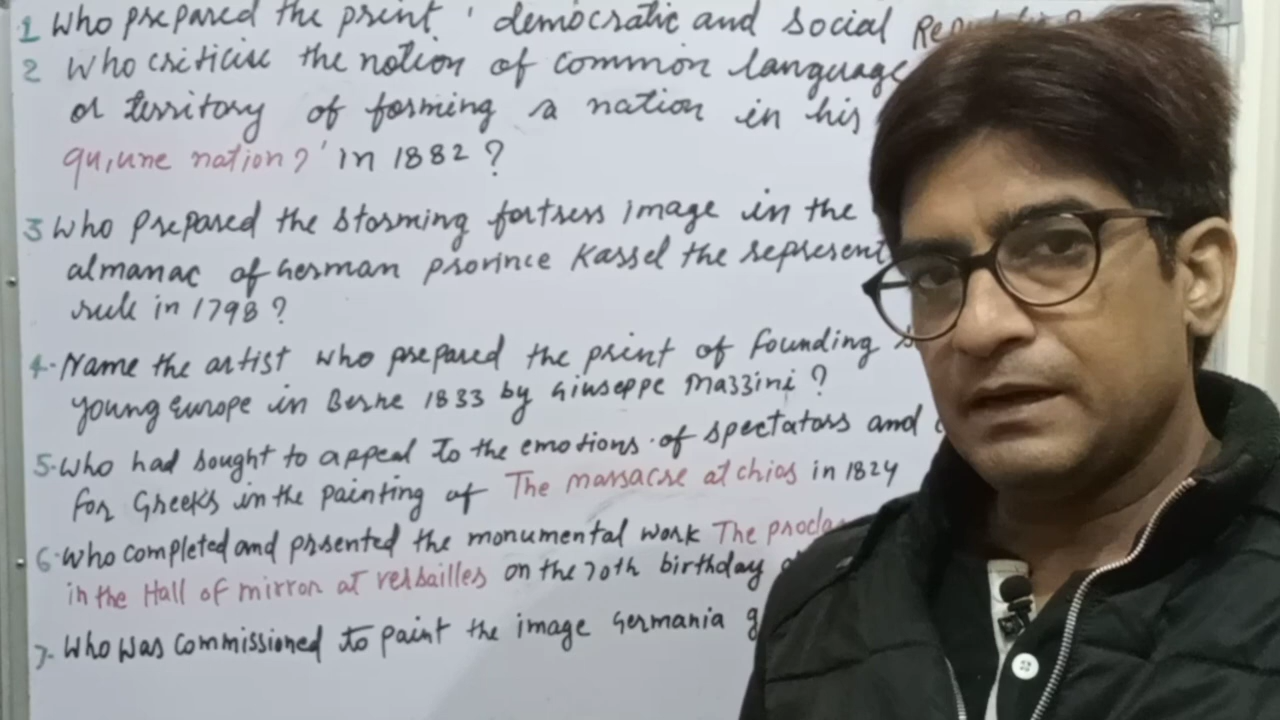 1 Who prepared the print ' democratic and social
2 Who criticise the notion of common language
or territory of forming a nation in his
qu,une nation?' in 1882 ?
3 Who prepared the storming fortress image in the
almanac of German province Kassel the represent
rule in 1798 ?
4. Name the artist who prepared the print of founding
young Europe in Berne 1833 by Giuseppe Mazzini ?
5. Who had sought to appeal to the emotions of spectators and
for Greeks in the painting of The massacre at chios in 1824
6. Who completed and prsented the monumental work The
in the Hall of mirror at versailles on the 70th birthday
7. Who was commissioned to paint the image Germania